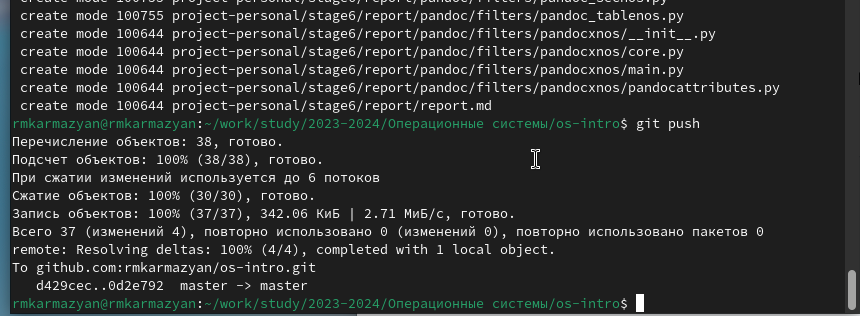 create mode 100755 project-personal/stage6/report/pandoc/filters/pandoc_secnos.py
create mode 100755 project-personal/stage6/report/pandoc/filters/pandoc_tablenos.py
create mode 100644 project-personal/stage6/report/pandoc/filters/pandocxnos/__init__.py
create mode 100644 project-personal/stage6/report/pandoc/filters/pandocxnos/core.py
create mode 100644 project-personal/stage6/report/pandoc/filters/pandocxnos/main.py
create mode 100644 project-personal/stage6/report/pandoc/filters/pandocxnos/pandocattributes.py
create mode 100644 project-personal/stage6/report/report.md
rmkarmazyan@rmkarmazyan:~/work/study/2023-2024/Операционные системы/os-intro$ git push
Перечисление объектов: 38, готово.
Подсчет объектов: 100% (38/38), готово.
При сжатии изменений используется до 6 потоков
Сжатие объектов: 100% (30/30), готово.
Запись объектов: 100% (37/37), 342.06 КиБ | 2.71 МиБ/с, готово.
Всего 37 (изменений 4), повторно использовано 0 (изменений 0), повторно использовано пакетов 0
remote: Resolving deltas: 100% (4/4), completed with 1 local object.
To github.com:rmkarmazyan/os-intro.git
d429cec..0d2e792 master -> master
rmkarmazyan@rmkarmazyan:~/work/study/2023-2024/Операционные системы/os-intro$